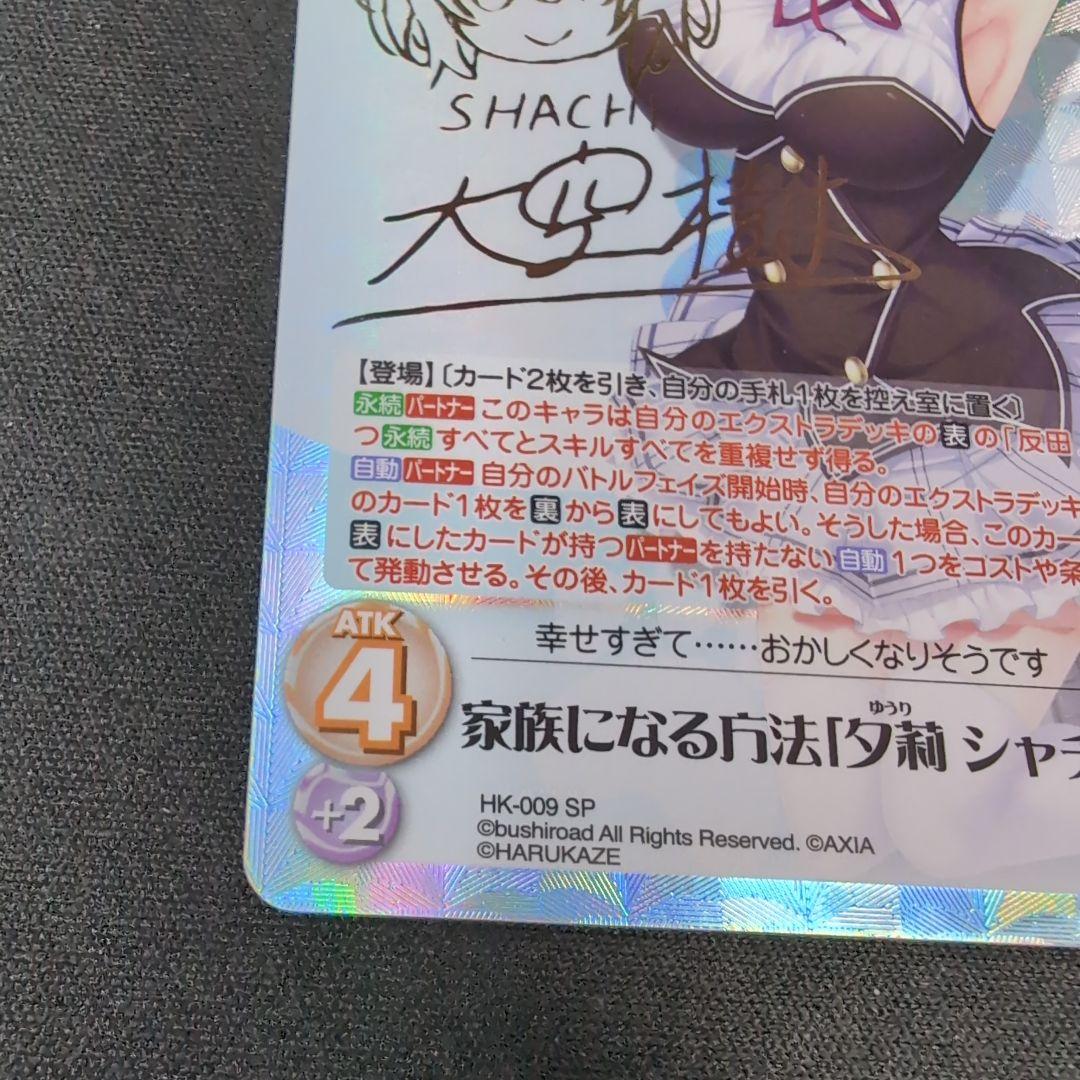 SHACHI
大空樹
【登場】〔カード2枚を引き、自分の手札1枚を控え室に置く〕
永続 パートナー このキャラは自分のエクストラデッキの表の「反田
つ永続すべてとスキルすべてを重複せず得る。
自動 パートナー 自分のバトルフェイズ開始時、自分のエクストラデッキ
のカード1枚を裏から表にしてもよい。そうした場合、このカー
表にしたカードが持つパートナーを持たない自動1つをコストや条
て発動させる。その後、カード1枚を引く。
ATK
4
幸せすぎて……おかしくなりそうです
ゆうり
家族になる方法「夕莉 シャチ
+2
HK-009 SP
©bushiroad All Rights Reserved. ©AXIA
©HARUKAZE